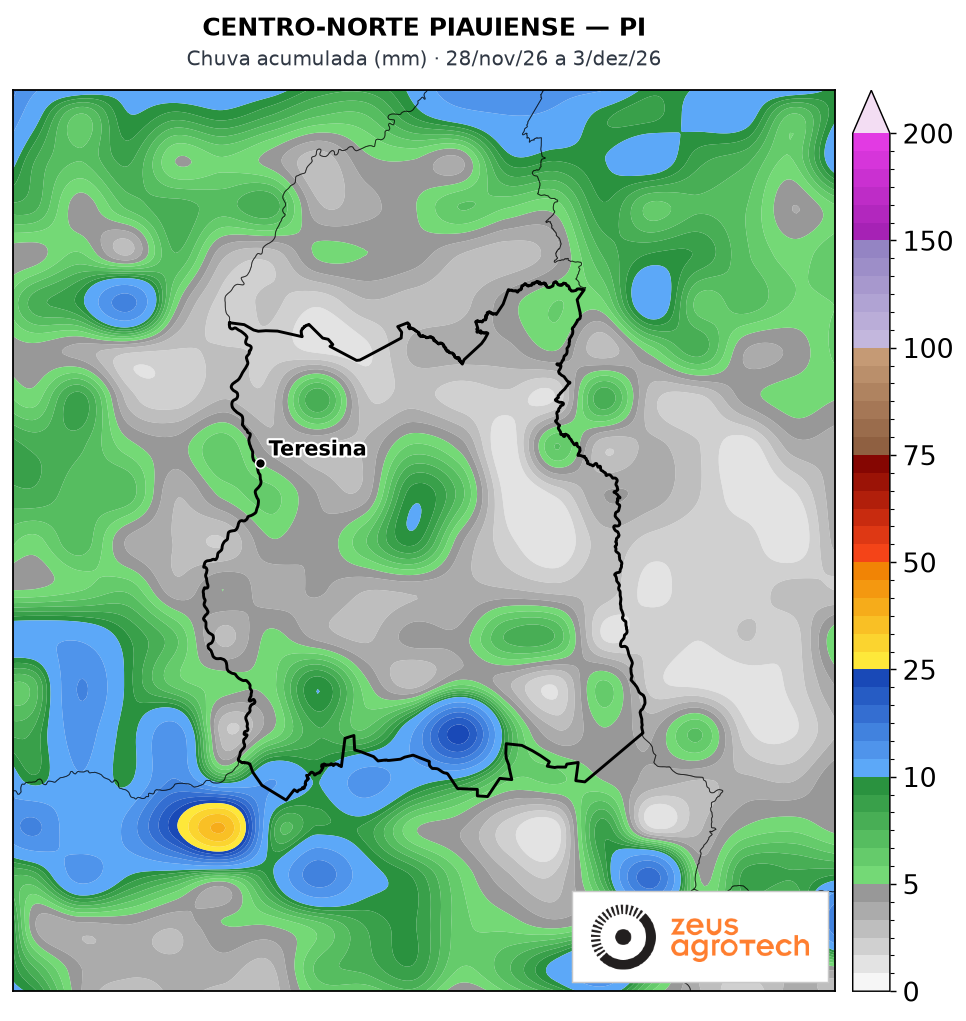 CENTRO-NORTE PIAUIENSE — PI
Chuva acumulada (mm) · 28/nov/26 a 3/dez/26
200
150
100
75
50
25
10
5
0
Teresina
zeus
agrotech